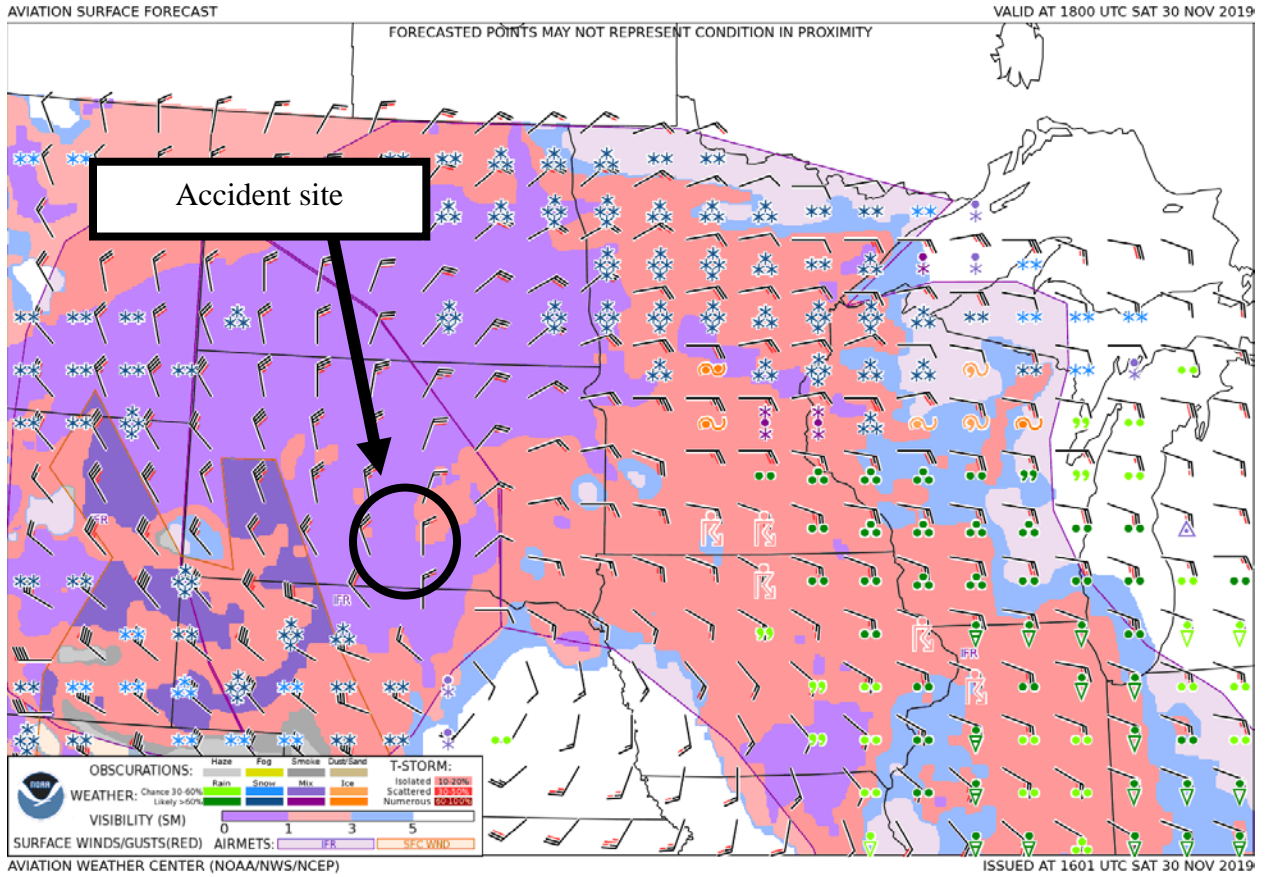 AVIATION SURFACE FORECAST
VALID AT 1800 UTC SAT 30 NOV 2019
FORECASTED POINTS MAY NOT REPRESENT CONDITION IN PROXIMITY
Accident site
IFR
IFR
IFR
OBSCURATIONS: Haze Fog Smoke Dust/Sand
T-STORM:
Isolated 10-20%
Scattered 30-50%
Numerous 60-100%
NOAA
WEATHER: Rain Snow Mix Ice
Chance 30-60%
Likely >60%
VISIBILITY (SM)
0 1 3 5
SURFACE WINDS/GUSTS(RED) AIRMETS: IFR SFC WND
AVIATION WEATHER CENTER (NOAA/NWS/NCEP)
ISSUED AT 1601 UTC SAT 30 NOV 2019